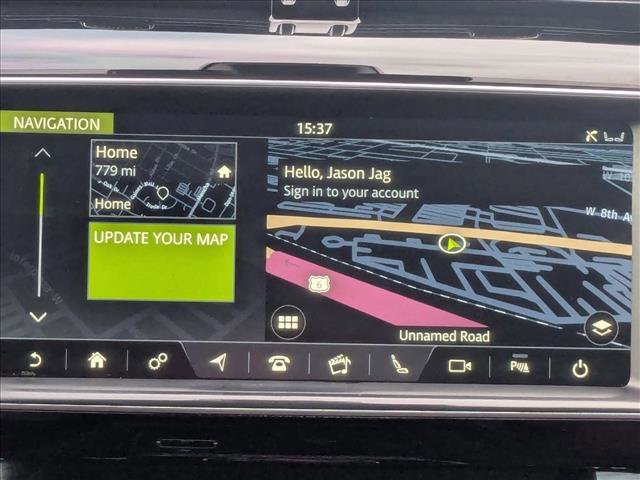 NAVIGATION
15:37
Home
779 mi
Home
UPDATE YOUR MAP
Hello, Jason Jag
Sign in to your account
W 8th
6
Unnamed Road